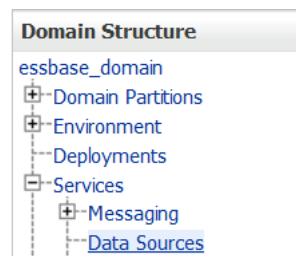 Domain Structure
essbase_domain
Domain Partitions
Environment
Deployments
Services
Messaging
Data Sources